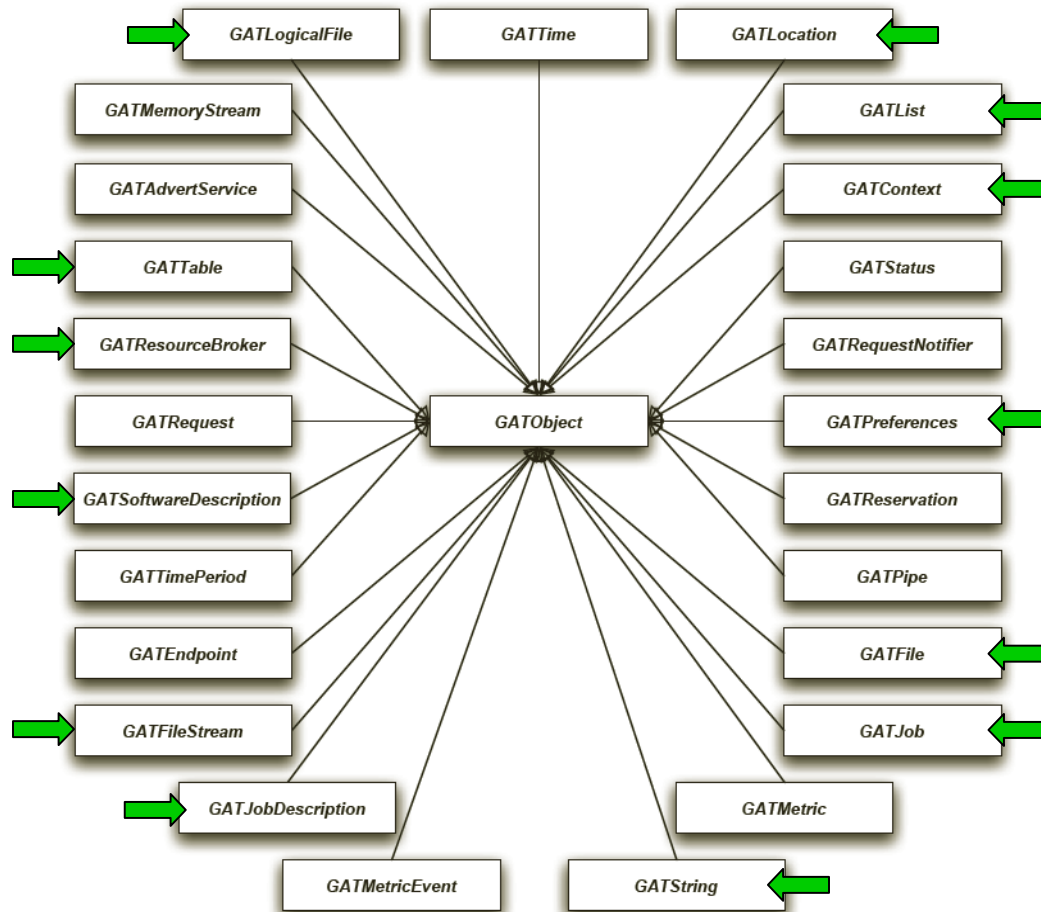 GATLogicalFile
GATTime
GATLocation
GATMemoryStream
GATList
GATAdvertService
GATContext
GATTable
GATStatus
GATResourceBroker
GATRequestNotifier
GATRequest
GATObject
GATPreferences
GATSoftwareDescription
GATReservation
GATTimePeriod
GATPipe
GATEndpoint
GATFile
GATFileStream
GATJob
GATJobDescription
GATMetric
GATMetricEvent
GATString